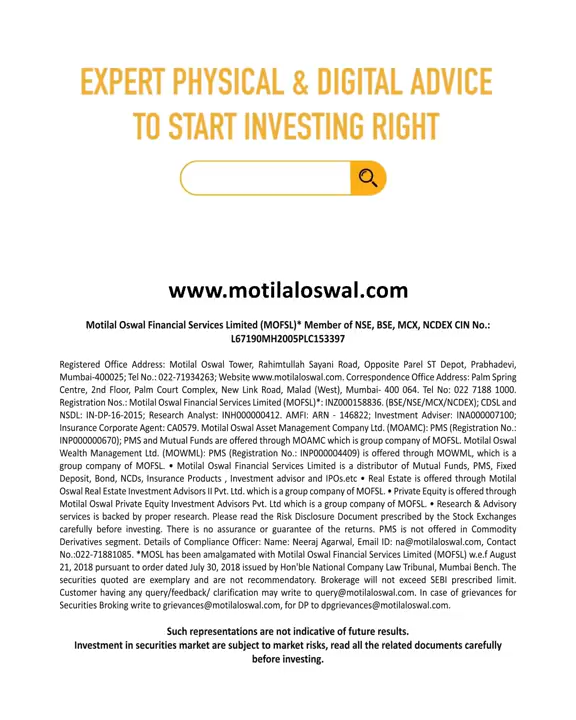 EXPERT PHYSICAL & DIGITAL ADVICE
TO START INVESTING RIGHT
www.motilaloswal.com
Motilal Oswal Financial Services Limited (MOFSL)* Member of NSE, BSE, MCX, NCDEX CIN No.:
L67190MH2005PLC153397
Registered Office Address: Motilal Oswal Tower, Rahimtullah Sayani Road, Opposite Parel ST Depot, Prabhadevi,
Mumbai-400025; Tel No.: 022-71934263; Website www.motilaloswal.com. Correspondence Office Address: Palm Spring
Centre, 2nd Floor, Palm Court Complex, New Link Road, Malad (West), Mumbai- 400 064. Tel No: 022 7188 1000.
Registration Nos.: Motilal Oswal Financial Services Limited (MOFSL)*: INZ000158836. (BSE/NSE/MCX/NCDEX); CDSL and
NSDL: IN-DP-16-2015; Research Analyst: INH000000412. AMFI: ARN - 146822; Investment Adviser: INA000007100;
Insurance Corporate Agent: CA0579. Motilal Oswal Asset Management Company Ltd. (MOAMC): PMS (Registration No.:
INP000000670); PMS and Mutual Funds are offered through MOAMC which is group company of MOFSL. Motilal Oswal
Wealth Management Ltd. (MOWML): PMS (Registration No.: INP000004409) is offered through MOWML, which is a
group company of MOFSL. • Motilal Oswal Financial Services Limited is a distributor of Mutual Funds, PMS, Fixed
Deposit, Bond, NCDs, Insurance Products , Investment advisor and IPOs.etc • Real Estate is offered through Motilal
Oswal Real Estate Investment Advisors II Pvt. Ltd. which is a group company of MOFSL. • Private Equity is offered through
Motilal Oswal Private Equity Investment Advisors Pvt. Ltd which is a group company of MOFSL. • Research & Advisory
services is backed by proper research. Please read the Risk Disclosure Document prescribed by the Stock Exchanges
carefully before investing. There is no assurance or guarantee of the returns. PMS is not offered in Commodity
Derivatives segment. Details of Compliance Officer: Name: Neeraj Agarwal, Email ID: na@motilaloswal.com, Contact
No.:022-71881085. *MOSL has been amalgamated with Motilal Oswal Financial Services Limited (MOFSL) w.e.f August
21, 2018 pursuant to order dated July 30, 2018 issued by Hon'ble National Company Law Tribunal, Mumbai Bench. The
securities quoted are exemplary and are not recommendatory. Brokerage will not exceed SEBI prescribed limit.
Customer having any query/feedback/ clarification may write to query@motilaloswal.com. In case of grievances for
Securities Broking write to grievances@motilaloswal.com, for DP to dpgrievances@motilaloswal.com.
Such representations are not indicative of future results.
Investment in securities market are subject to market risks, read all the related documents carefully
before investing.